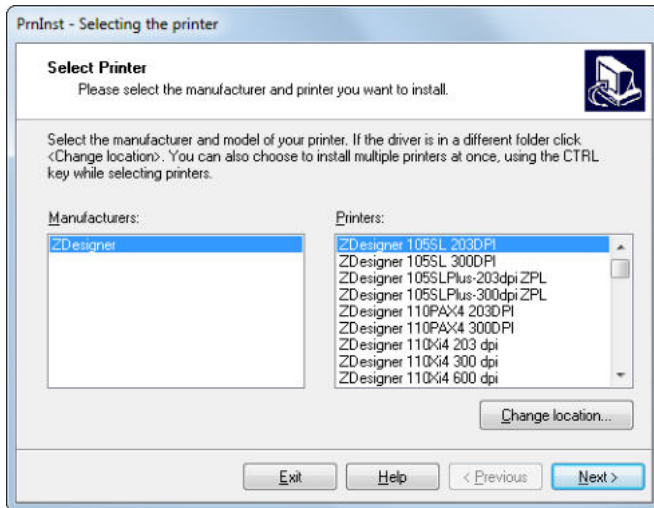 PrnInst - Selecting the printer
Select Printer
Please select the manufacturer and printer you want to install.
Select the manufacturer and model of your printer. If the driver is in a different folder click
<Change location>. You can also choose to install multiple printers at once, using the CTRL
key while selecting printers.
Manufacturers:
ZDesigner
Printers:
ZDesigner 105SL 203DPI
ZDesigner 105SL 300DPI
ZDesigner 105SLPlus-203dpi ZPL
ZDesigner 105SLPlus-300dpi ZPL
ZDesigner 110PAX4 203DPI
ZDesigner 110PAX4 300DPI
ZDesigner 110Xi4 203 dpi
ZDesigner 110Xi4 300 dpi
ZDesigner 110Xi4 600 dpi
Change location...
Exit
Help
< Previous
Next >